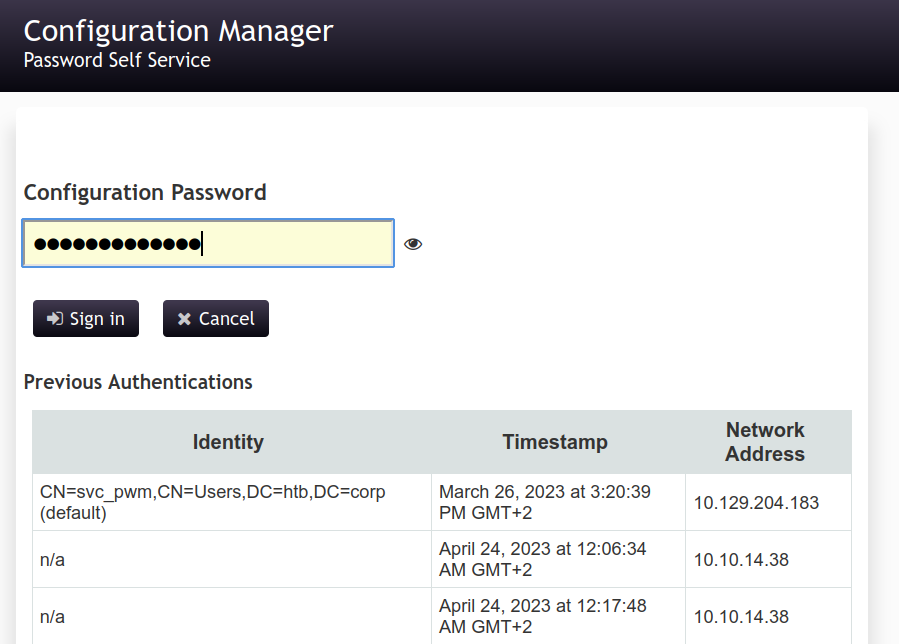 Configuration Manager
Password Self Service
Configuration Password
●●●●●●●●●●●●●
Sign in
Cancel
Previous Authentications
Identity
Timestamp
Network
Address
CN=svc_pwm,CN=Users,DC=htb,DC=corp
(default)
March 26, 2023 at 3:20:39
PM GMT+2
10.129.204.183
n/a
April 24, 2023 at 12:06:34
AM GMT+2
10.10.14.38
n/a
April 24, 2023 at 12:17:48
AM GMT+2
10.10.14.38